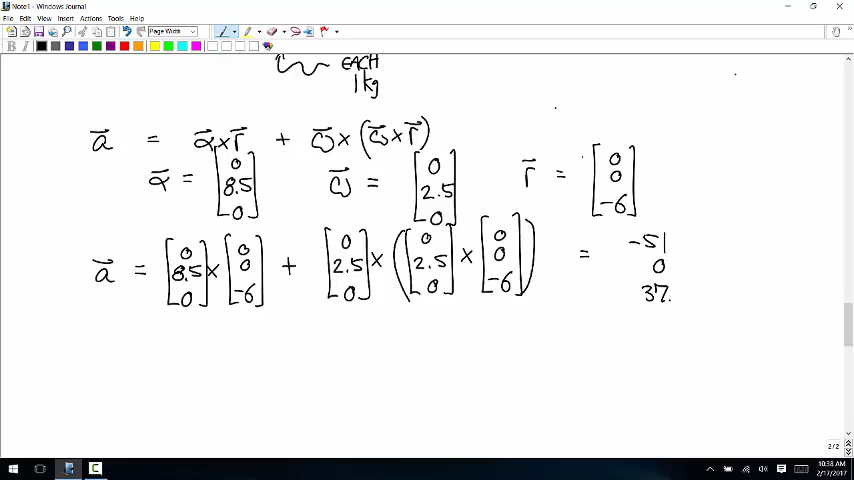 Note1 - Windows Journal
File Edit View Insert Actions Tools Help
Page Width
B I
EACH
1kg
a⃗ = α⃗×r⃗ + ω⃗×(ω⃗×r⃗)
α⃗ = [0 8.5 0] ω⃗ = [0 2.5 0] r⃗ = [0 0 -6]
a⃗ = [0 8.5 0] × [0 0 -6] + [0 2.5 0] × ([0 2.5 0] × [0 0 -6]) = -51 0 37.
2/2
10:38 AM
2/17/2017